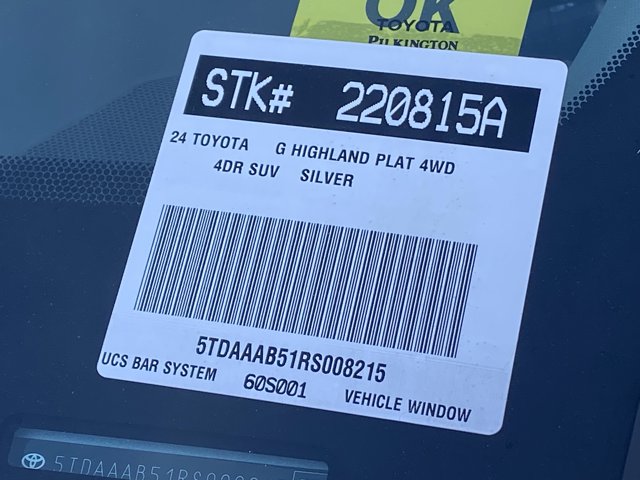 OK
TOYOTA
PILKINGTON
STK# 220815A
24 TOYOTA G HIGHLAND PLAT 4WD
4DR SUV SILVER
5TDAAAB51RS008215
UCS BAR SYSTEM 60S001 VEHICLE WINDOW
5TDAAAB51RS008